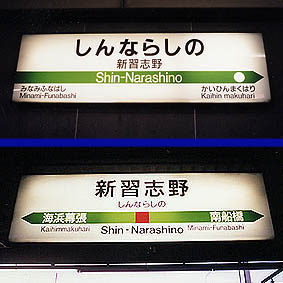 しんならしの
新習志野
Shin-Narashino
みなみふなばし かいひんまくはり
Minami-Funabashi Kaihin makuhari
新習志野
しんならしの
海浜幕張 南船橋
Kaihimmakuhari Shin-Narashino Minami-Funabashi